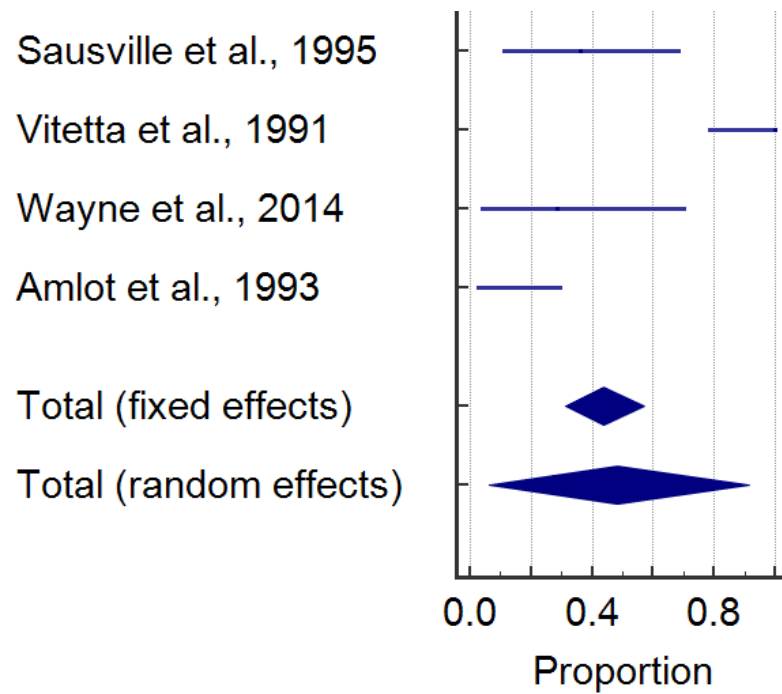 Sausville et al., 1995
Vitetta et al., 1991
Wayne et al., 2014
Amlot et al., 1993
Total (fixed effects)
Total (random effects)
0.0 0.4 0.8
Proportion